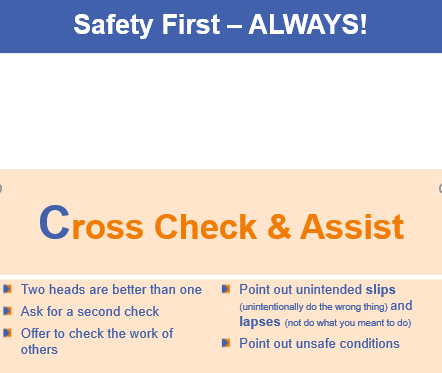 Safety First – ALWAYS!
Cross Check & Assist
Two heads are better than one
Ask for a second check
Offer to check the work of
others
Point out unintended slips
(unintentionally do the wrong thing) and
lapses (not do what you meant to do)
Point out unsafe conditions